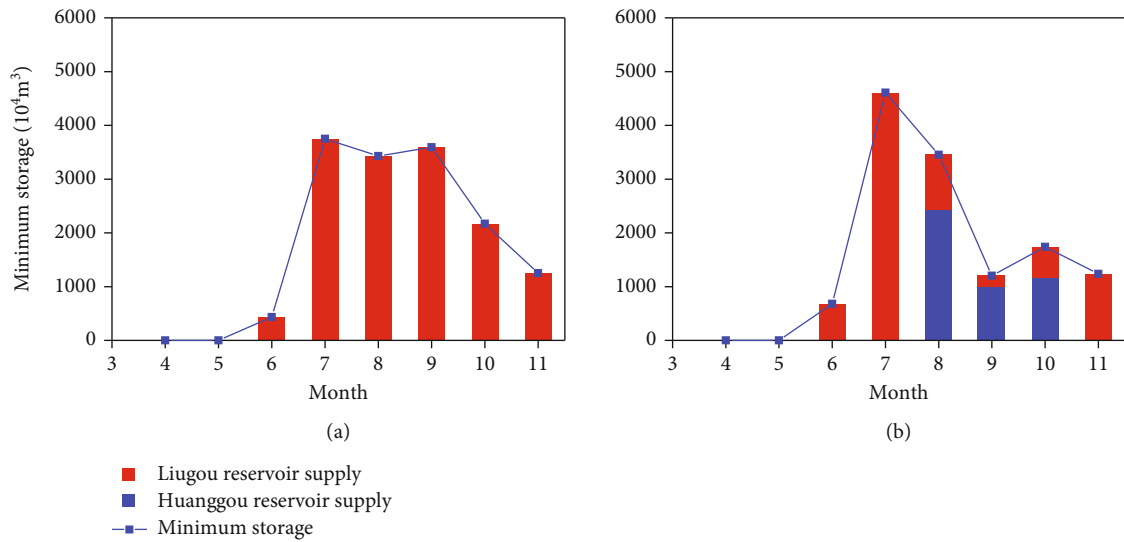 6000
5000
4000
3000
2000
1000
0
Minimum storage (10⁴m³)
3 4 5 6 7 8 9 10 11
Month
(a)
6000
5000
4000
3000
2000
1000
0
3 4 5 6 7 8 9 10 11
Month
(b)
Liugou reservoir supply
Huanggou reservoir supply
Minimum storage